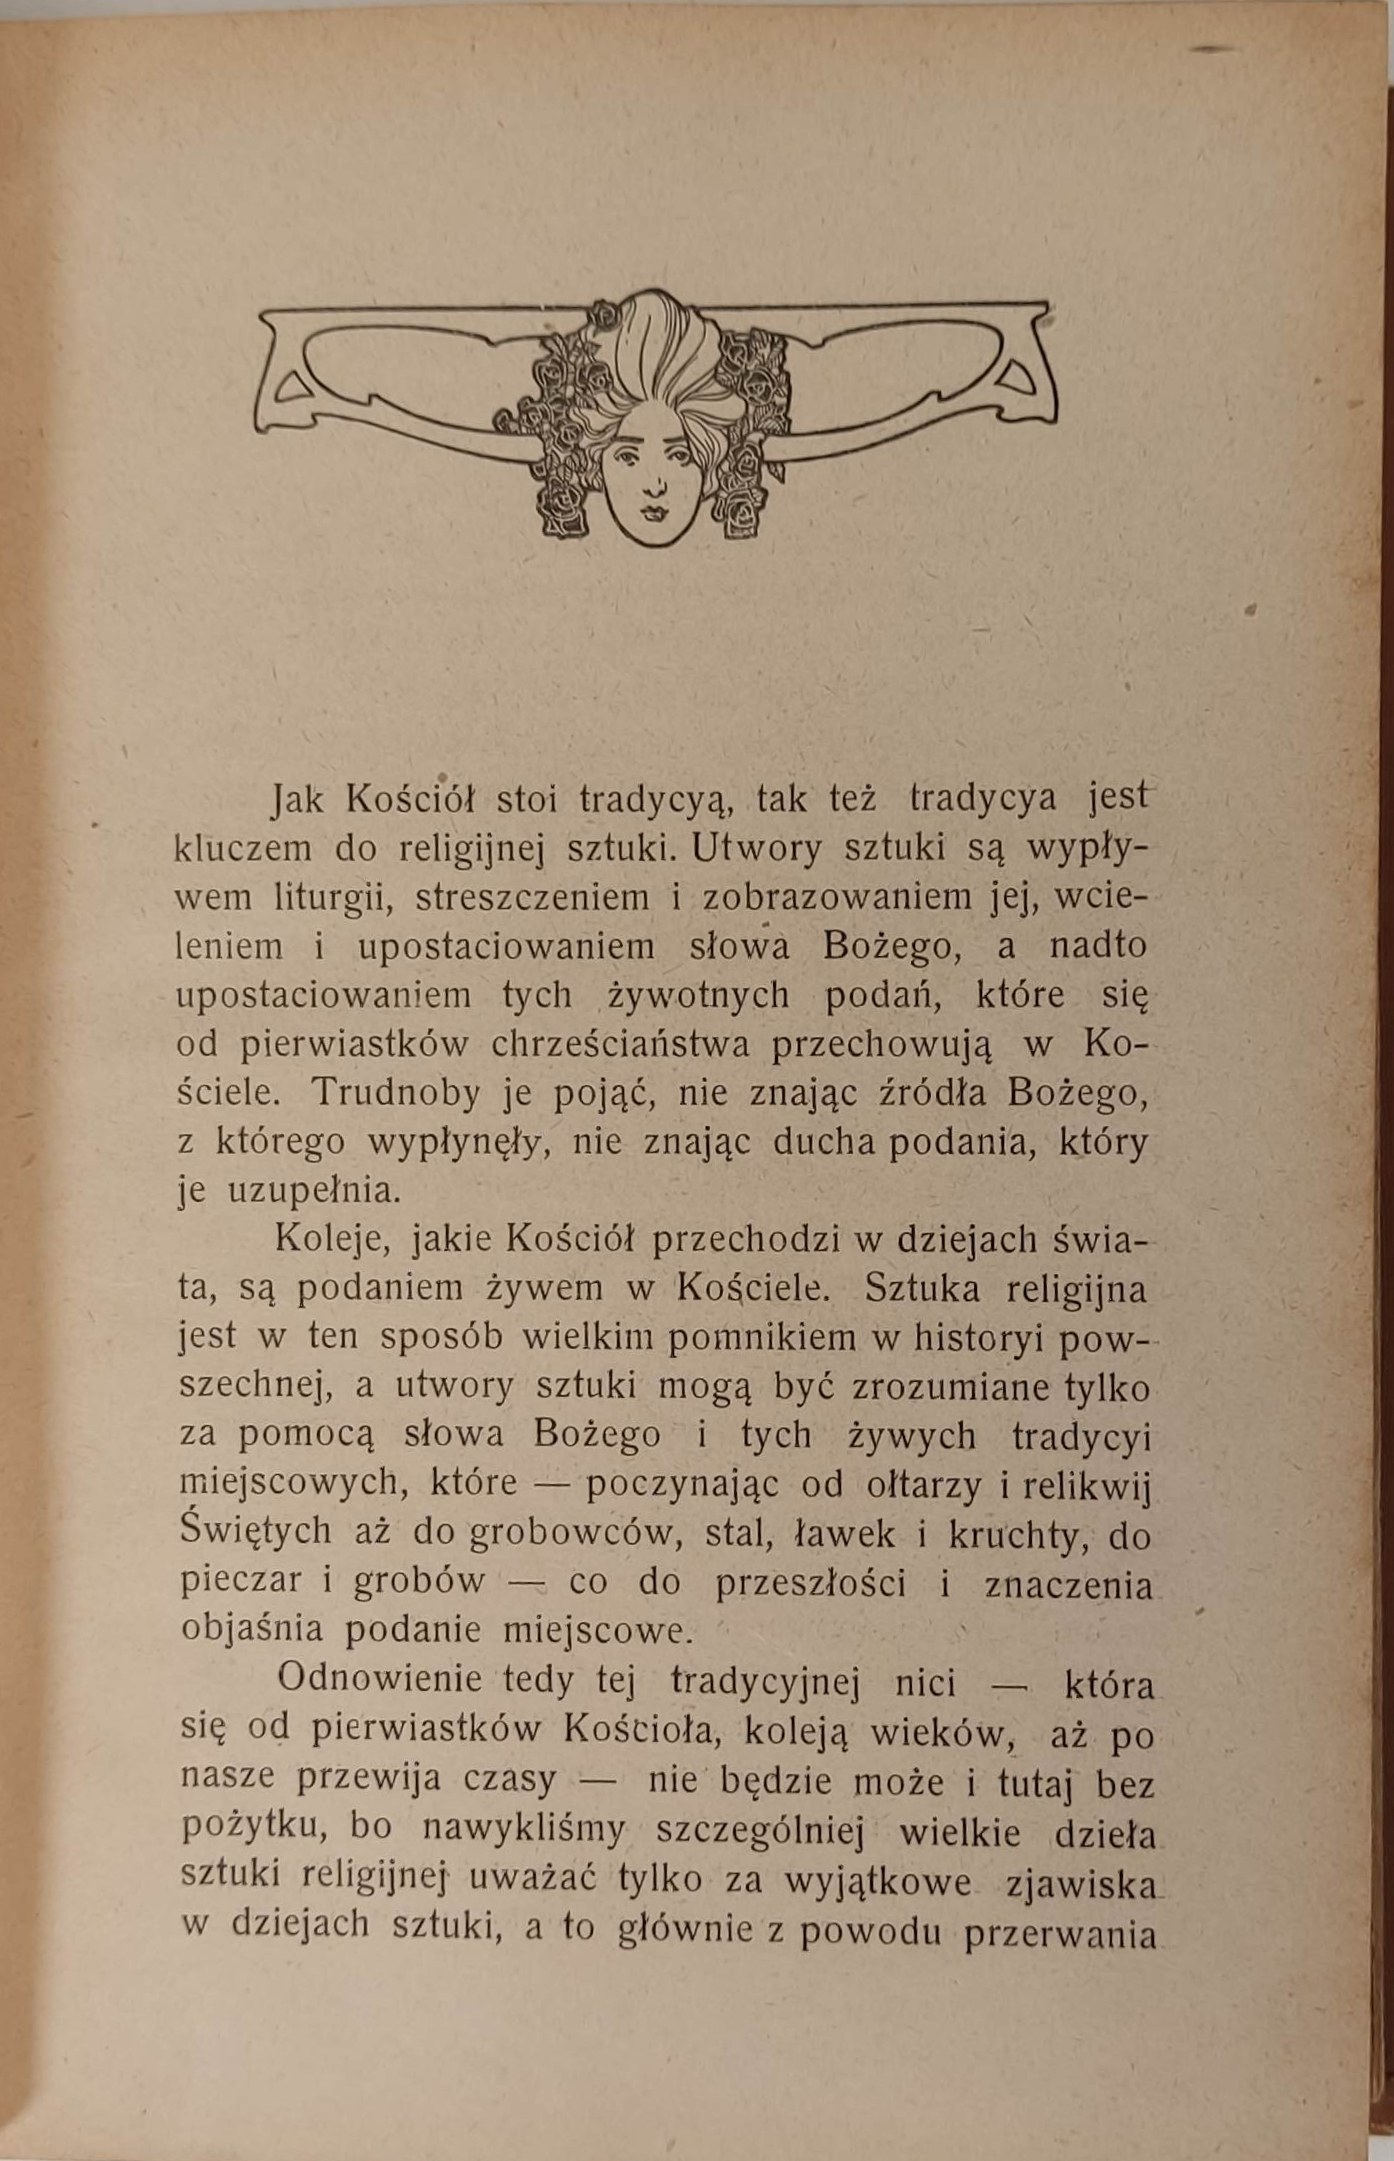 Jak Kościół stoi tradycyą, tak też tradycya jest
kluczem do religijnej sztuki. Utwory sztuki są wypły-
wem liturgii, streszczeniem i zobrazowaniem jej, wcie-
leniem i upostaciowaniem słowa Bożego, a nadto
upostaciowaniem tych żywotnych podań, które się
od pierwiastków chrześciaństwa przechowują w Ko-
ściele. Trudnoby je pojąć, nie znając źródła Bożego,
z którego wypłynęły, nie znając ducha podania, który
je uzupełnia.
Koleje, jakie Kościół przechodzi w dziejach świa-
ta, są podaniem żywem w Kościele. Sztuka religijna
jest w ten sposób wielkim pomnikiem w historyi pow-
szechnej, a utwory sztuki mogą być zrozumiane tylko
za pomocą słowa Bożego i tych żywych tradycyi
miejscowych, które — poczynając od ołtarzy i relikwij
Świętych aż do grobowców, stal, ławek i kruchty, do
pieczar i grobów — co do przeszłości i znaczenia
objaśnia podanie miejscowe.
Odnowienie tedy tej tradycyjnej nici — która
się od pierwiastków Kościoła, koleją wieków, aż po
nasze przewija czasy — nie będzie może i tutaj bez
pożytku, bo nawykliśmy szczególniej wielkie dzieła
sztuki religijnej uważać tylko za wyjątkowe zjawiska
w dziejach sztuki, a to głównie z powodu przerwania